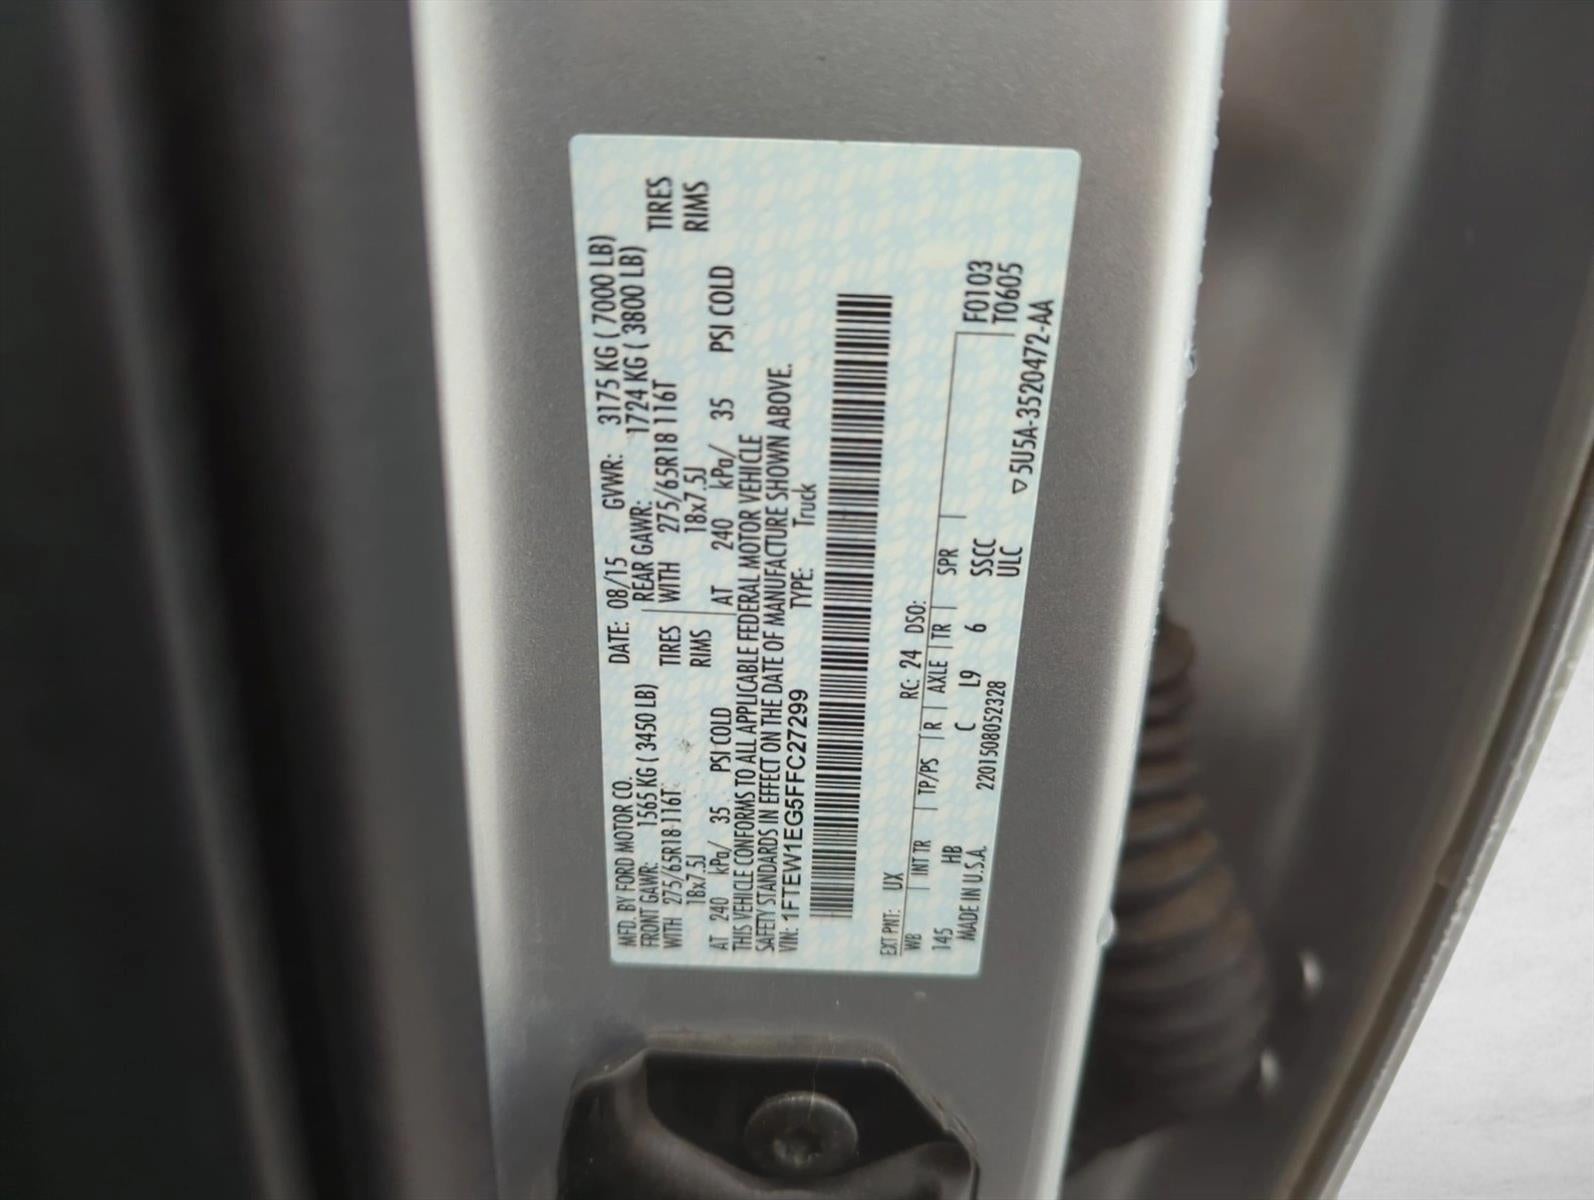 MFD. BY FORD MOTOR CO. DATE: 08/15 GVWR: 3175 KG ( 7000 LB)
FRONT GAWR: 1565 KG ( 3450 LB) REAR GAWR: 1724 KG ( 3800 LB)
WITH 275/65R18 116T TIRES WITH 275/65R18 116T TIRES
18x7.5J RIMS 18x7.5J RIMS
AT 240 kPa/ 35 PSI COLD AT 240 kPa/ 35 PSI COLD
THIS VEHICLE CONFORMS TO ALL APPLICABLE FEDERAL MOTOR VEHICLE
SAFETY STANDARDS IN EFFECT ON THE DATE OF MANUFACTURE SHOWN ABOVE.
VIN: 1FTEW1EG5FFC27299 TYPE: Truck
EXT PNT: UX RC: 24 DSO:
WB INT TR TP/PS R AXLE TR SPR F0103
145 HB C L9 6 SSCC T0605
MADE IN U.S.A. 2201508052328 ULC
▽5U5A-3520472-AA